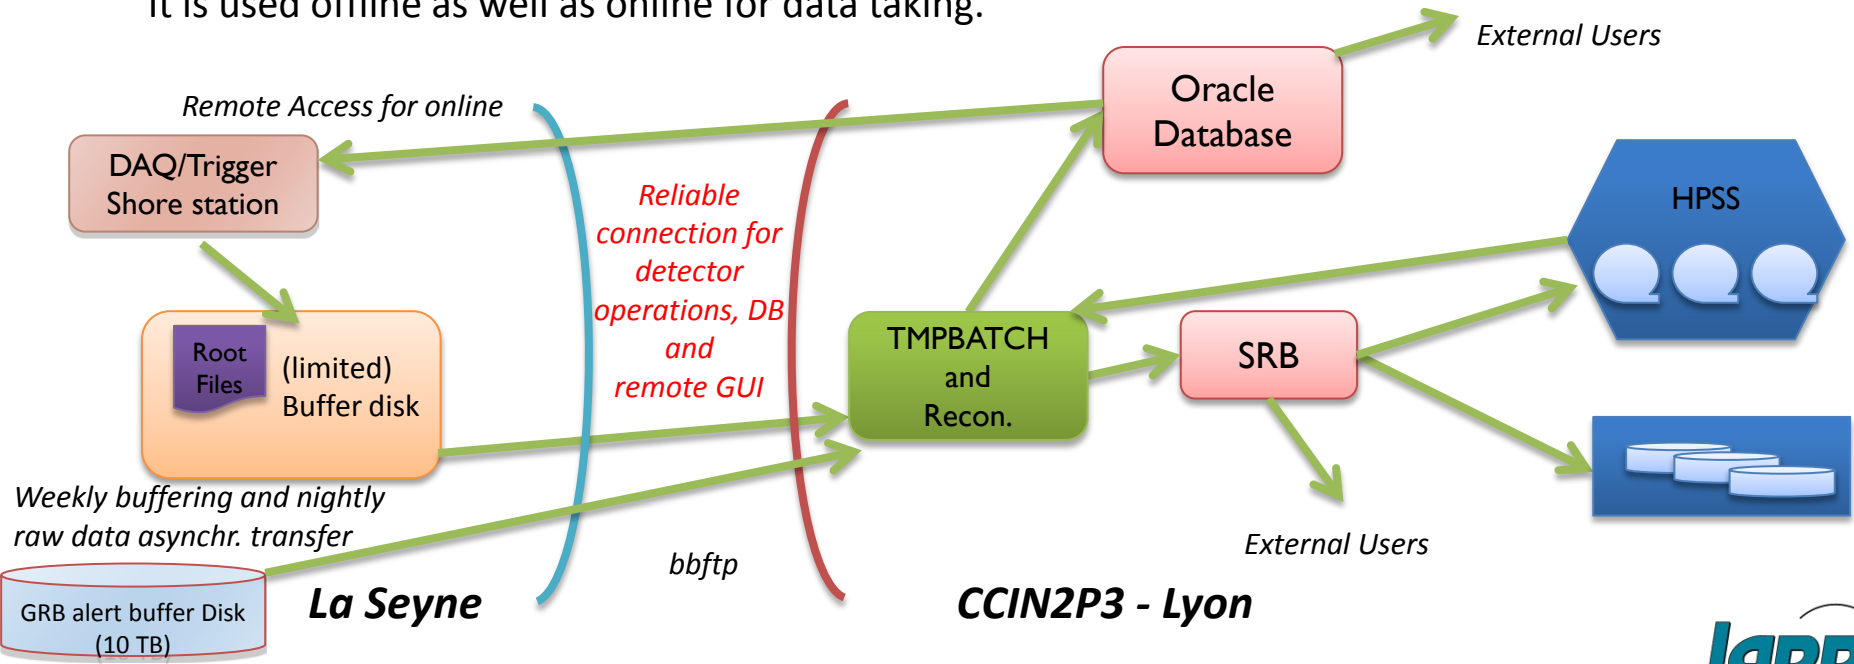 it is used offline as well as online for data taking.
External Users
Oracle
Database
Remote Access for online
DAQ/Trigger
Shore station
Reliable
connection for
detector
operations, DB
and
remote GUI
HPSS
Root
Files
(limited)
Buffer disk
TMPBATCH
and
Recon.
SRB
Weekly buffering and nightly
raw data asynchr. transfer
External Users
bbftp
GRB alert buffer Disk
(10 TB)
La Seyne
CCIN2P3 - Lyon